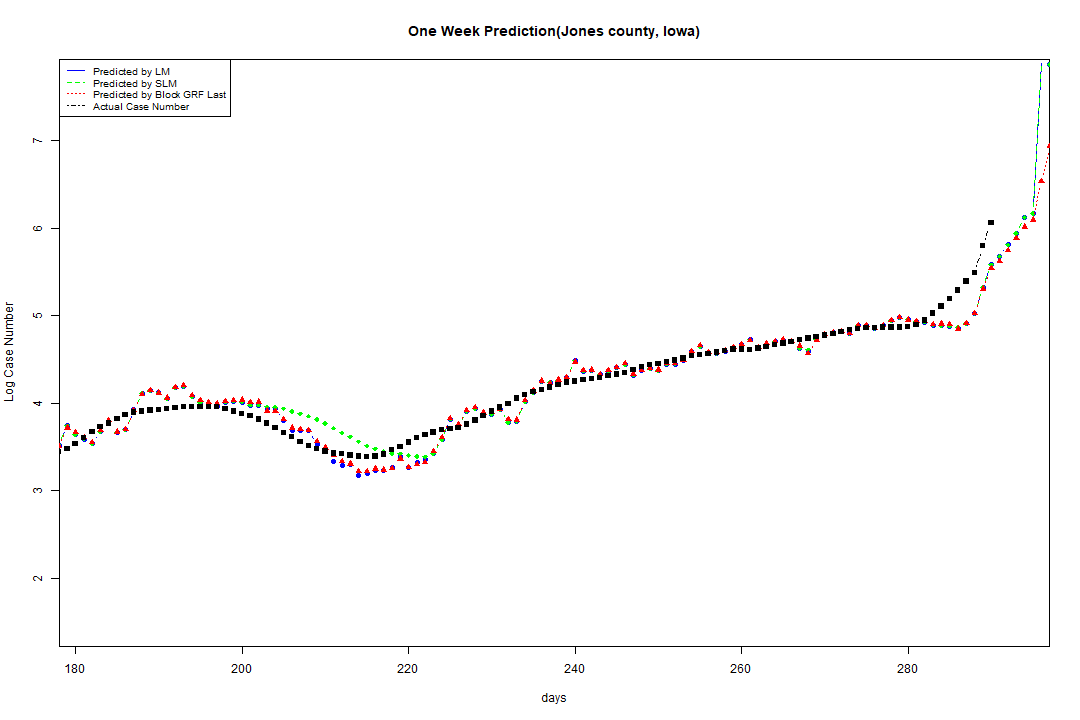 One Week Prediction(Jones county, Iowa)
Predicted by LM
Predicted by SLM
Predicted by Block GRF Last
Actual Case Number
7
6
5
4
3
2
Log Case Number
180 200 220 240 260 280
days